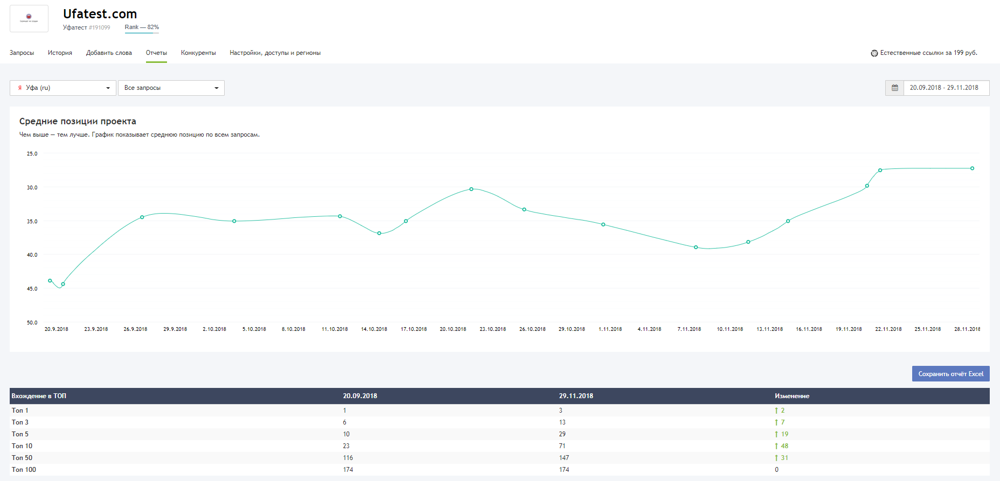 Ufatest.com
Уфатест #191099 Rank — 82%
Запросы История Добавить слова Отчеты Конкуренты Настройки, доступы и регионы Естественные ссылки за 199 руб.
Я Уфа (ru) Все запросы 20.09.2018 - 29.11.2018
Средние позиции проекта
Чем выше — тем лучше. График показывает среднюю позицию по всем запросам.
25.0
30.0
35.0
40.0
45.0
50.0
20.9.2018 23.9.2018 26.9.2018 29.9.2018 2.10.2018 5.10.2018 8.10.2018 11.10.2018 14.10.2018 17.10.2018 20.10.2018 23.10.2018 26.10.2018 29.10.2018 1.11.2018 4.11.2018 7.11.2018 10.11.2018 13.11.2018 16.11.2018 19.11.2018 22.11.2018 25.11.2018 28.11.2018
Сохранить отчёт Excel
Вхождение в ТОП 20.09.2018 29.11.2018 Изменение
Топ 1 1 3 ↑ 2
Топ 3 6 13 ↑ 7
Топ 5 10 29 ↑ 19
Топ 10 23 71 ↑ 48
Топ 50 116 147 ↑ 31
Топ 100 174 174 0